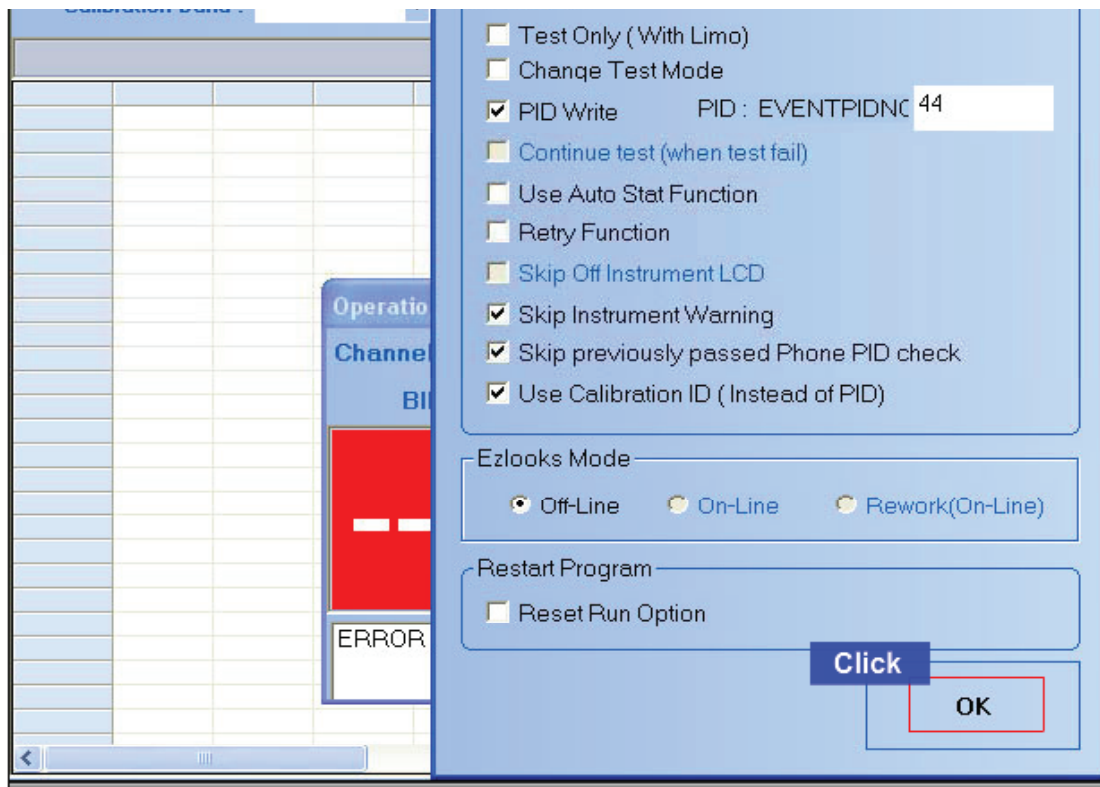 Calibration Band :
Test Only ( With Limo)
Change Test Mode
PID Write PID : EVENTPIDNO 44
Continue test (when test fail)
Use Auto Stat Function
Retry Function
Skip Off Instrument LCD
Operatio
Skip Instrument Warning
Channel
Skip previously passed Phone PID check
BI
Use Calibration ID ( Instead of PID)
Ezlooks Mode
Off-Line On-Line Rework(On-Line)
--
Restart Program
Reset Run Option
ERROR
Click
OK